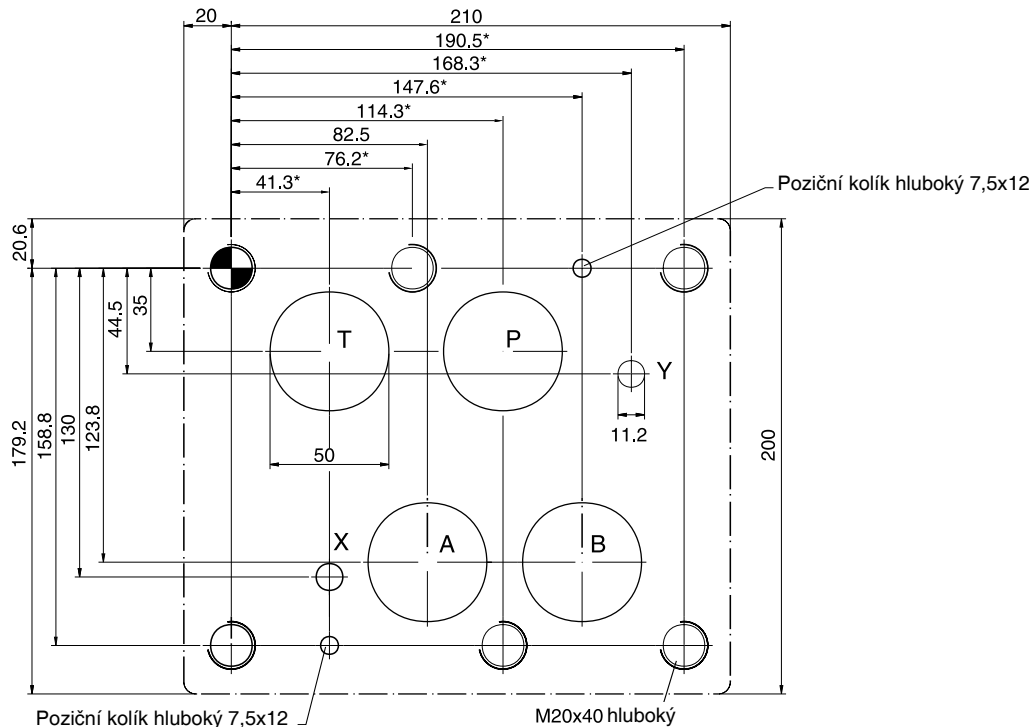 20
210
190.5*
168.3*
147.6*
114.3*
82.5
76.2*
41.3*
Poziční kolík hluboký 7,5x12
20.6
35
44.5
130
123.8
158.8
179.2
200
T
P
Y
11.2
50
X
A
B
Poziční kolík hluboký 7,5x12
M20x40 hluboký